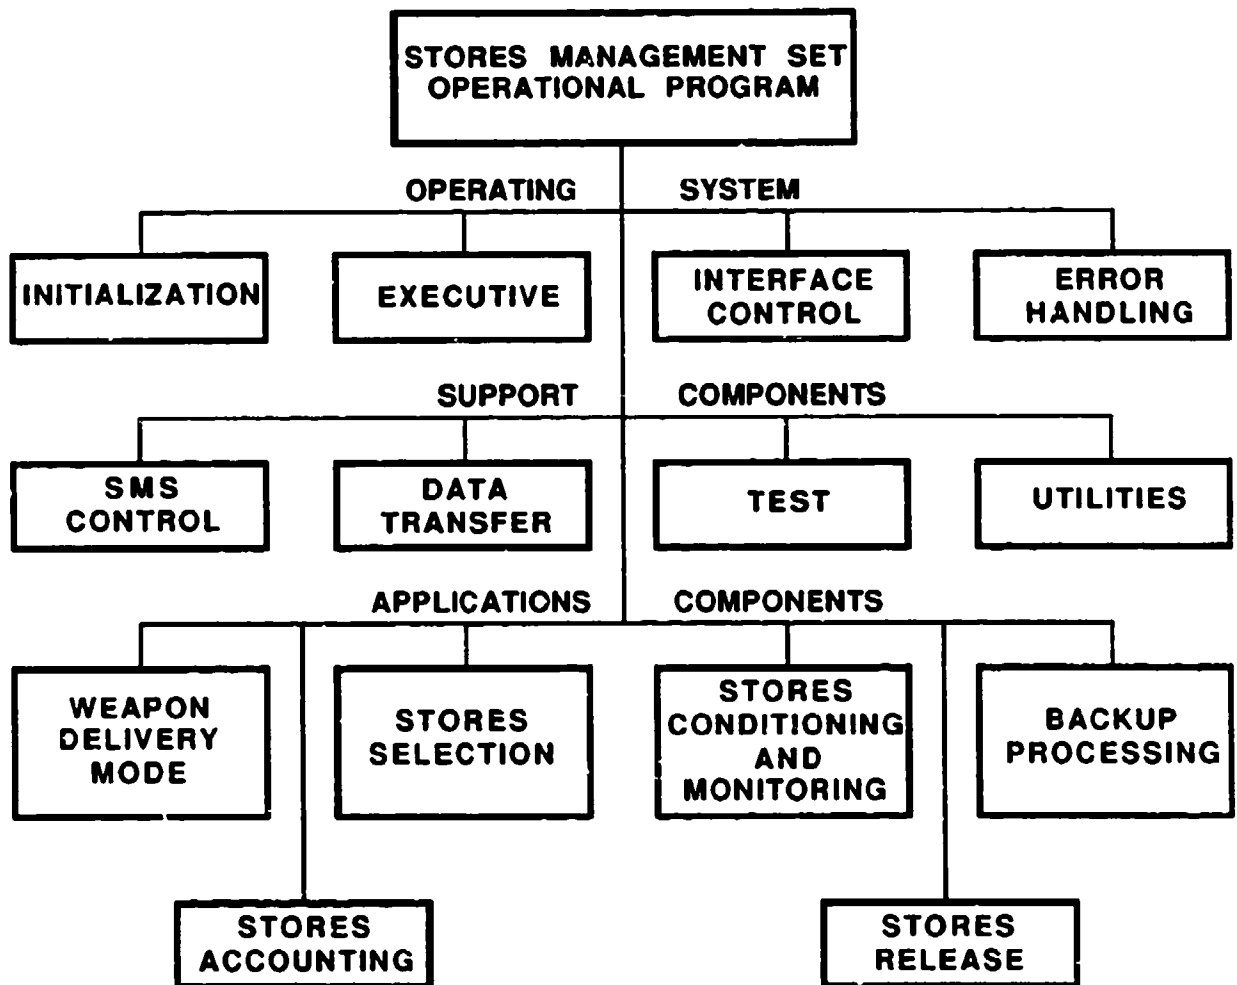 STORES MANAGEMENT SET
OPERATIONAL PROGRAM
OPERATING SYSTEM
INITIALIZATION
EXECUTIVE
INTERFACE
CONTROL
ERROR
HANDLING
SUPPORT COMPONENTS
SMS
CONTROL
DATA
TRANSFER
TEST
UTILITIES
APPLICATIONS COMPONENTS
WEAPON
DELIVERY
MODE
STORES
SELECTION
STORES
CONDITIONING
AND
MONITORING
BACKUP
PROCESSING
STORES
ACCOUNTING
STORES
RELEASE